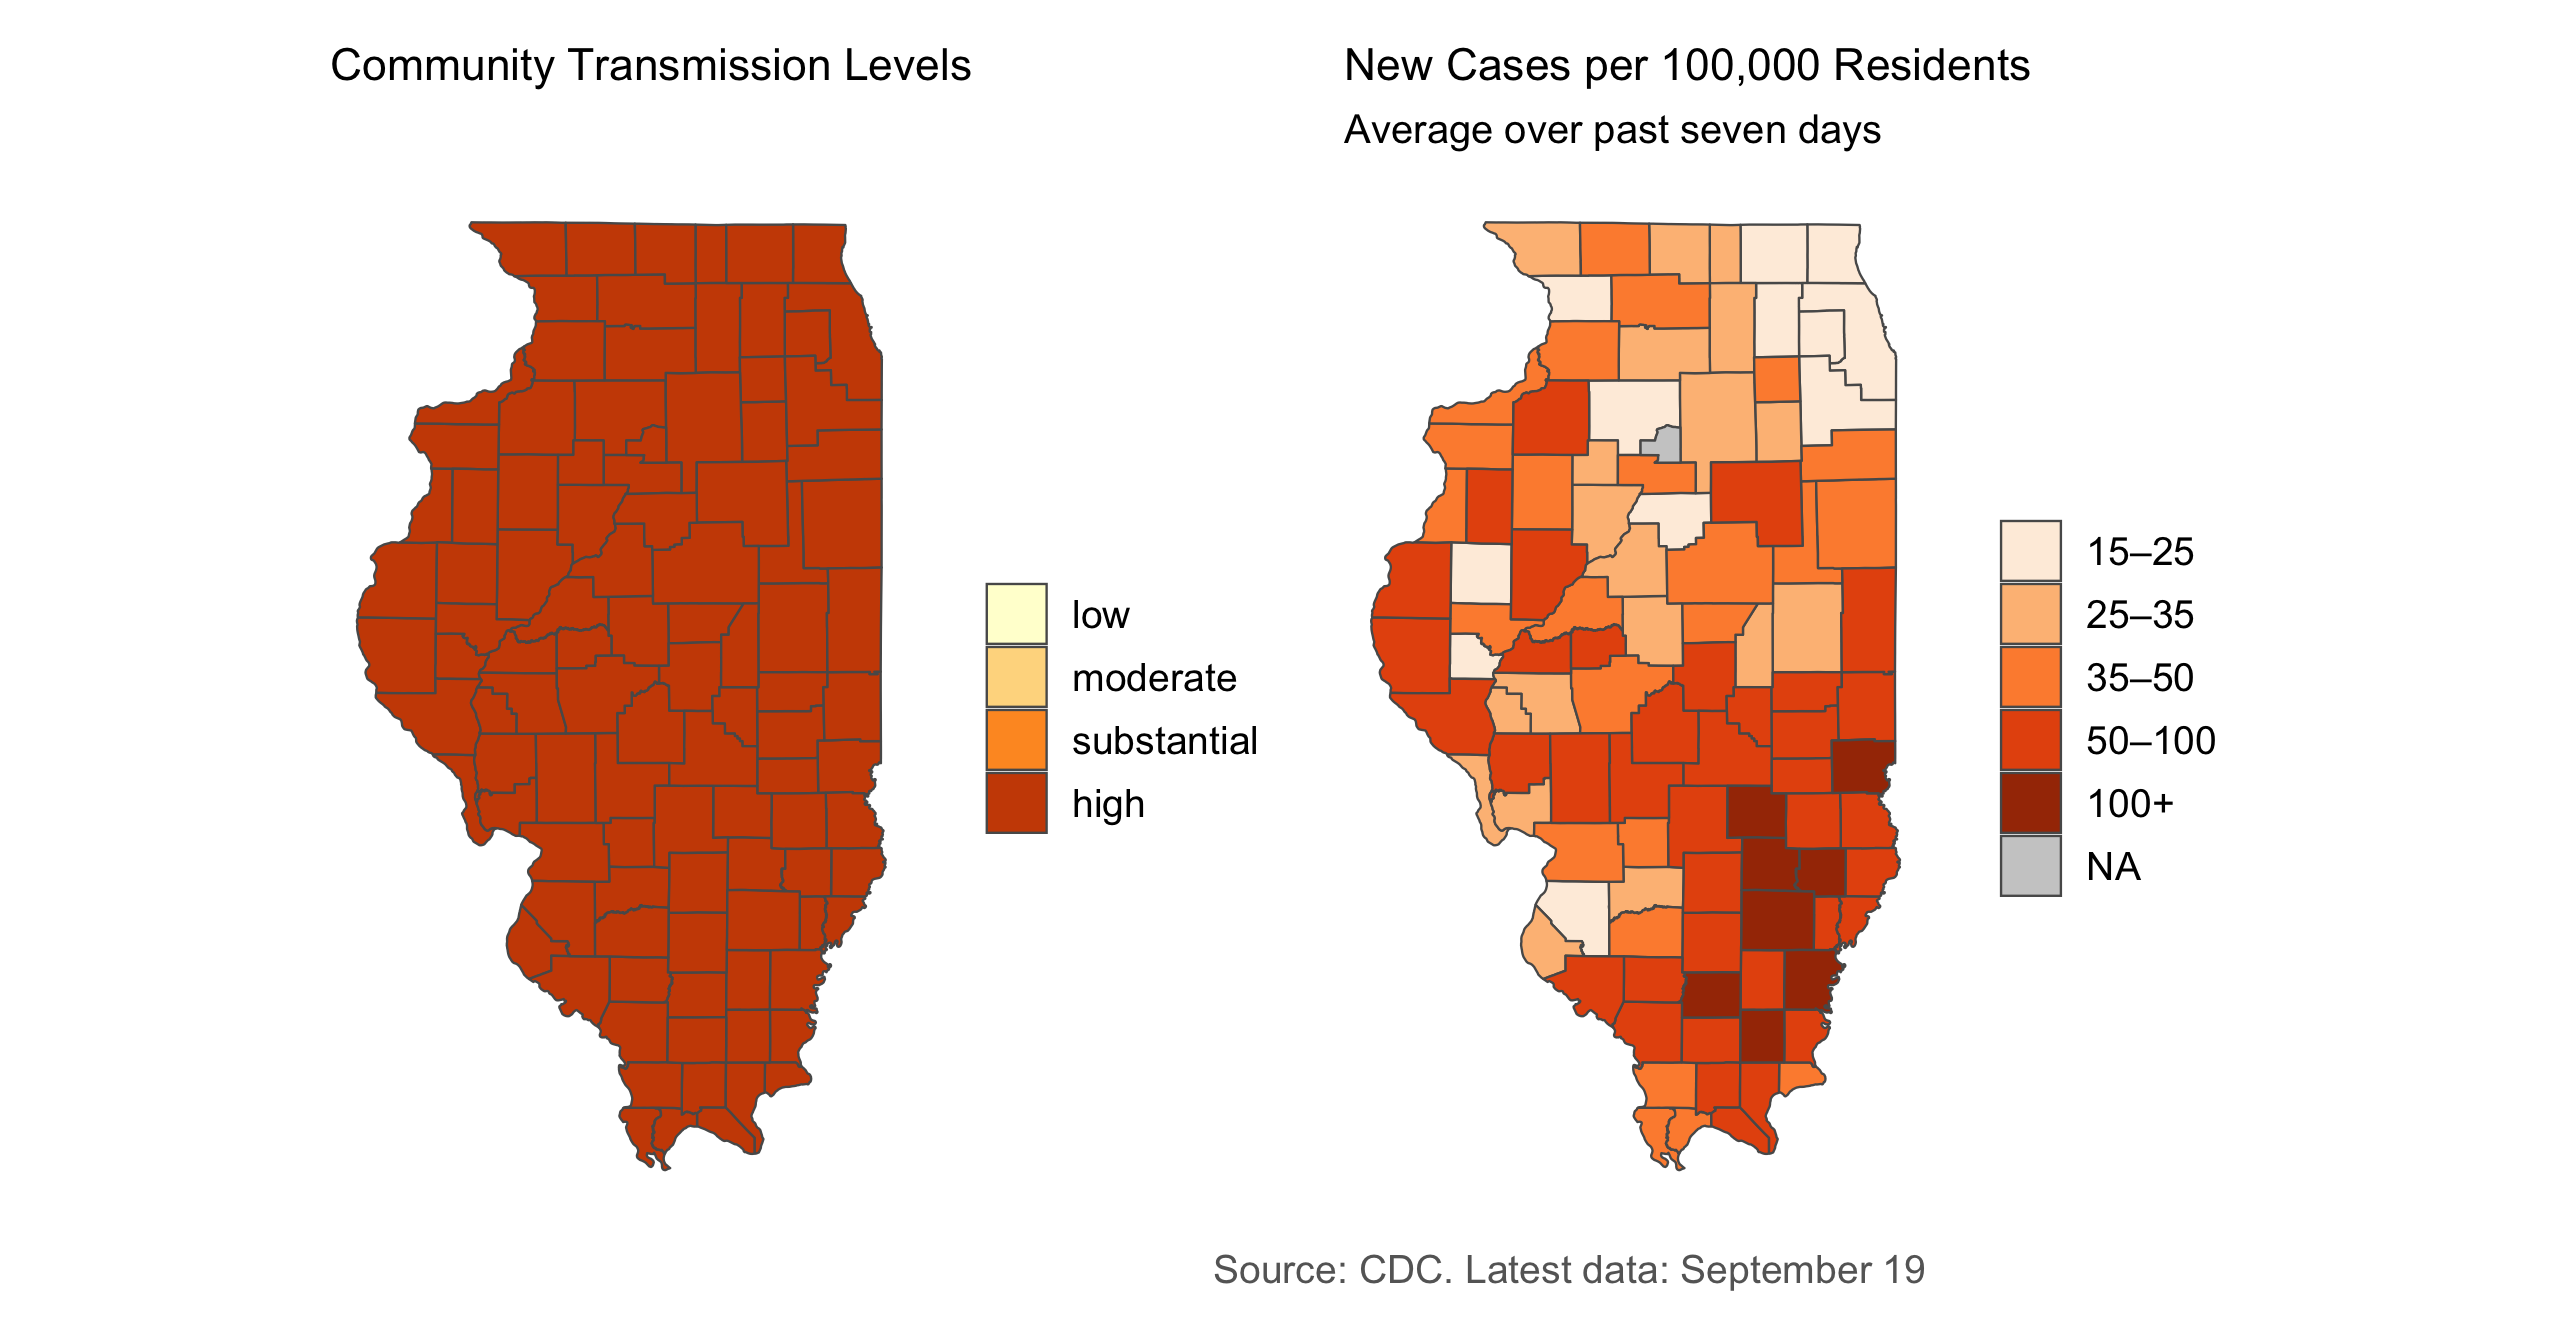 Community Transmission Levels
low
moderate
substantial
high
New Cases per 100,000 Residents
Average over past seven days
15–25
25–35
35–50
50–100
100+
NA
Source: CDC. Latest data: September 19